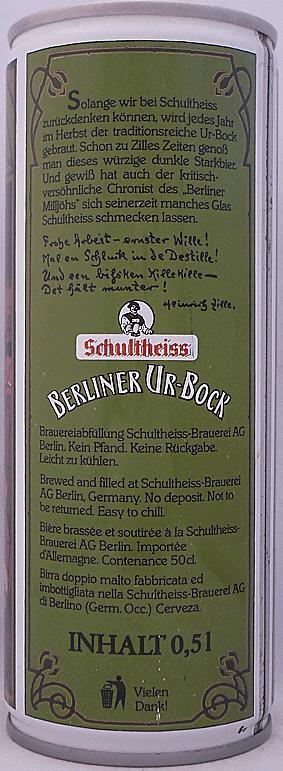 Solange wir bei Schultheiss
zurückdenken können, wird jedes Jahr
im Herbst der traditionsreiche Ur-Bock
gebraut. Schon zu Zilles Zeiten genoß
man dieses würzige dunkle Starkbier.
Und gewiß hat auch der kritisch-
versöhnliche Chronist des „Berliner
Milljöhs" sich seinerzeit manches Glas
Schultheiss schmecken lassen.
Frohe Arbeit - ernster Wille!
Mal en Schluck in de Destille!
Und een bißken Killekille –
Det hält munter!
Heinrich Zille.
Schultheiss
BERLINER UR-BOCK
Brauereiabfüllung Schultheiss-Brauerei AG
Berlin. Kein Pfand. Keine Rückgabe.
Leicht zu kühlen.
Brewed and filled at Schultheiss-Brauerei
AG Berlin, Germany. No deposit. Not to
be returned. Easy to chill.
Bière brassée et soutirée à la Schultheiss-
Brauerei AG Berlin. Importée
d'Allemagne. Contenance 50cl.
Birra doppio malto fabbricata ed
imbottigliata nella Schultheiss-Brauerei AG
di Berlino (Germ. Occ.) Cerveza.
INHALT 0,5l
Vielen
Dank!